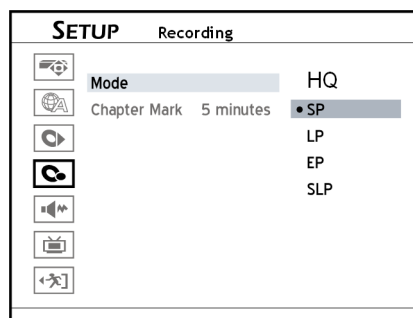 SETUP Recording
Mode
Chapter Mark 5 minutes
HQ
• SP
LP
EP
SLP
A